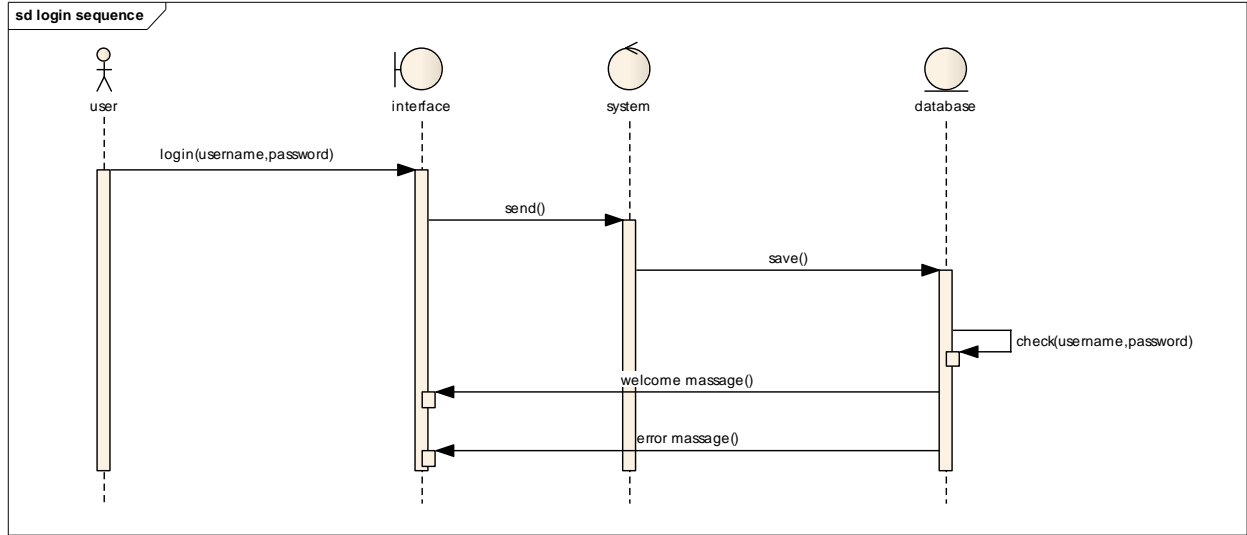 sd login sequence
user
interface
system
database
login(username,password)
send()
save()
check(username,password)
welcome massage()
error massage()